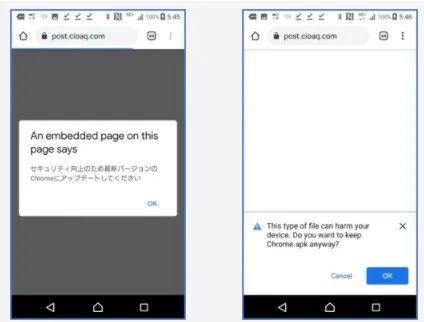 100% 5:45
post.cloaq.com
An embedded page on this
page says
セキュリティ向上のため最新バージョンの
Chromeにアップデートしてください
OK
100% 5:46
post.cloaq.com
This type of file can harm your
device. Do you want to keep
Chrome.apk anyway?
Cancel
OK